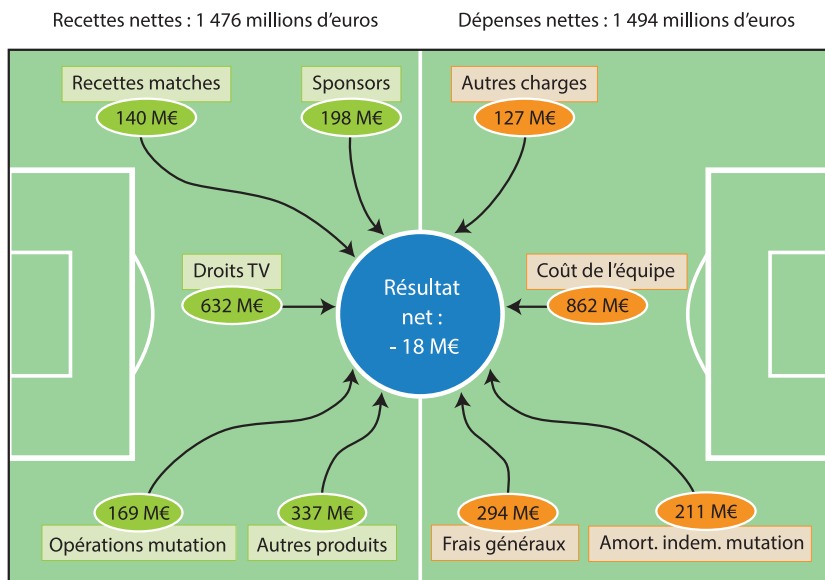 Recettes nettes : 1 476 millions d'euros
Dépenses nettes : 1 494 millions d'euros
Recettes matches
140 M€
Sponsors
198 M€
Autres charges
127 M€
Droits TV
632 M€
Résultat
net :
- 18 M€
Coût de l'équipe
862 M€
169 M€
Opérations mutation
337 M€
Autres produits
294 M€
Frais généraux
211 M€
Amort. indem. mutation